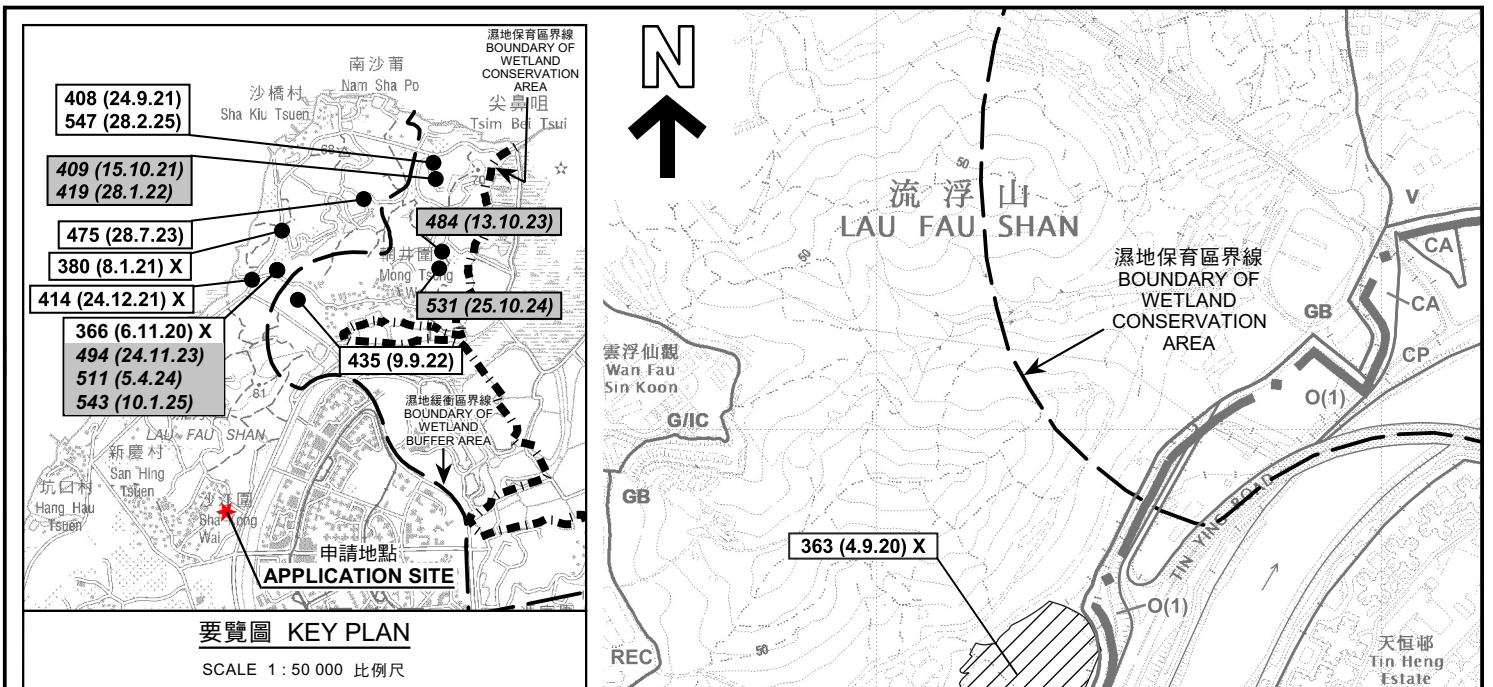 濕地保育區界線
BOUNDARY OF
WETLAND
CONSERVATION
AREA
南沙莆
Nam Sha Po
沙橋村
Sha Kiu Tsuen
尖鼻咀
Tsim Bei Tsui
408 (24.9.21)
547 (28.2.25)
68
70
409 (15.10.21)
419 (28.1.22)
484 (13.10.23)
475 (28.7.23)
380 (8.1.21) X
414 (24.12.21) X
Mong Tseng
531 (25.10.24)
366 (6.11.20) X
494 (24.11.23)
511 (5.4.24)
543 (10.1.25)
435 (9.9.22)
81
濕地緩衝區界線
BOUNDARY OF
WETLAND
BUFFER AREA
LAU FAU SHAN
新慶村
San Hing
Tsuen
坑口村
Hang Hau
Tsuen
沙江圍
Sha Kong
Wai
申請地點
APPLICATION SITE
要覽圖 KEY PLAN
SCALE 1 : 50 000 比例尺
N
50
流浮山
LAU FAU SHAN
50
濕地保育區界線
BOUNDARY OF
WETLAND
CONSERVATION
AREA
V
CA
CA
GB
CP
O(1)
雲浮仙觀
Wan Fau
Sin Koon
G/IC
GB
363 (4.9.20) X
TIN YING ROAD
O(1)
REC
50
天恒邨
Tin Heng
Estate